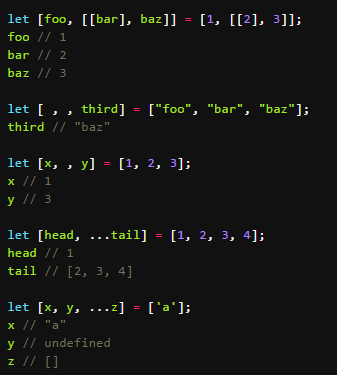 let [foo, [[bar], baz]] = [1, [[2], 3]];
foo // 1
bar // 2
baz // 3
let [ , , third] = ["foo", "bar", "baz"];
third // "baz"
let [x, , y] = [1, 2, 3];
x // 1
y // 3
let [head, ...tail] = [1, 2, 3, 4];
head // 1
tail // [2, 3, 4]
let [x, y, ...z] = ['a'];
x // "a"
y // undefined
z // []